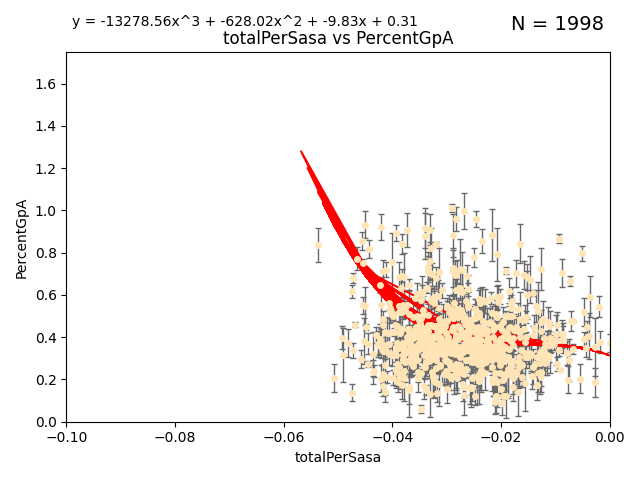 y = -13278.56x^3 + -628.02x^2 + -9.83x + 0.31
N = 1998
totalPerSasa vs PercentGpA
1.6
1.4
1.2
1.0
0.8
0.6
0.4
0.2
0.0
PercentGpA
−0.10 −0.08 −0.06 −0.04 −0.02 0.00
totalPerSasa